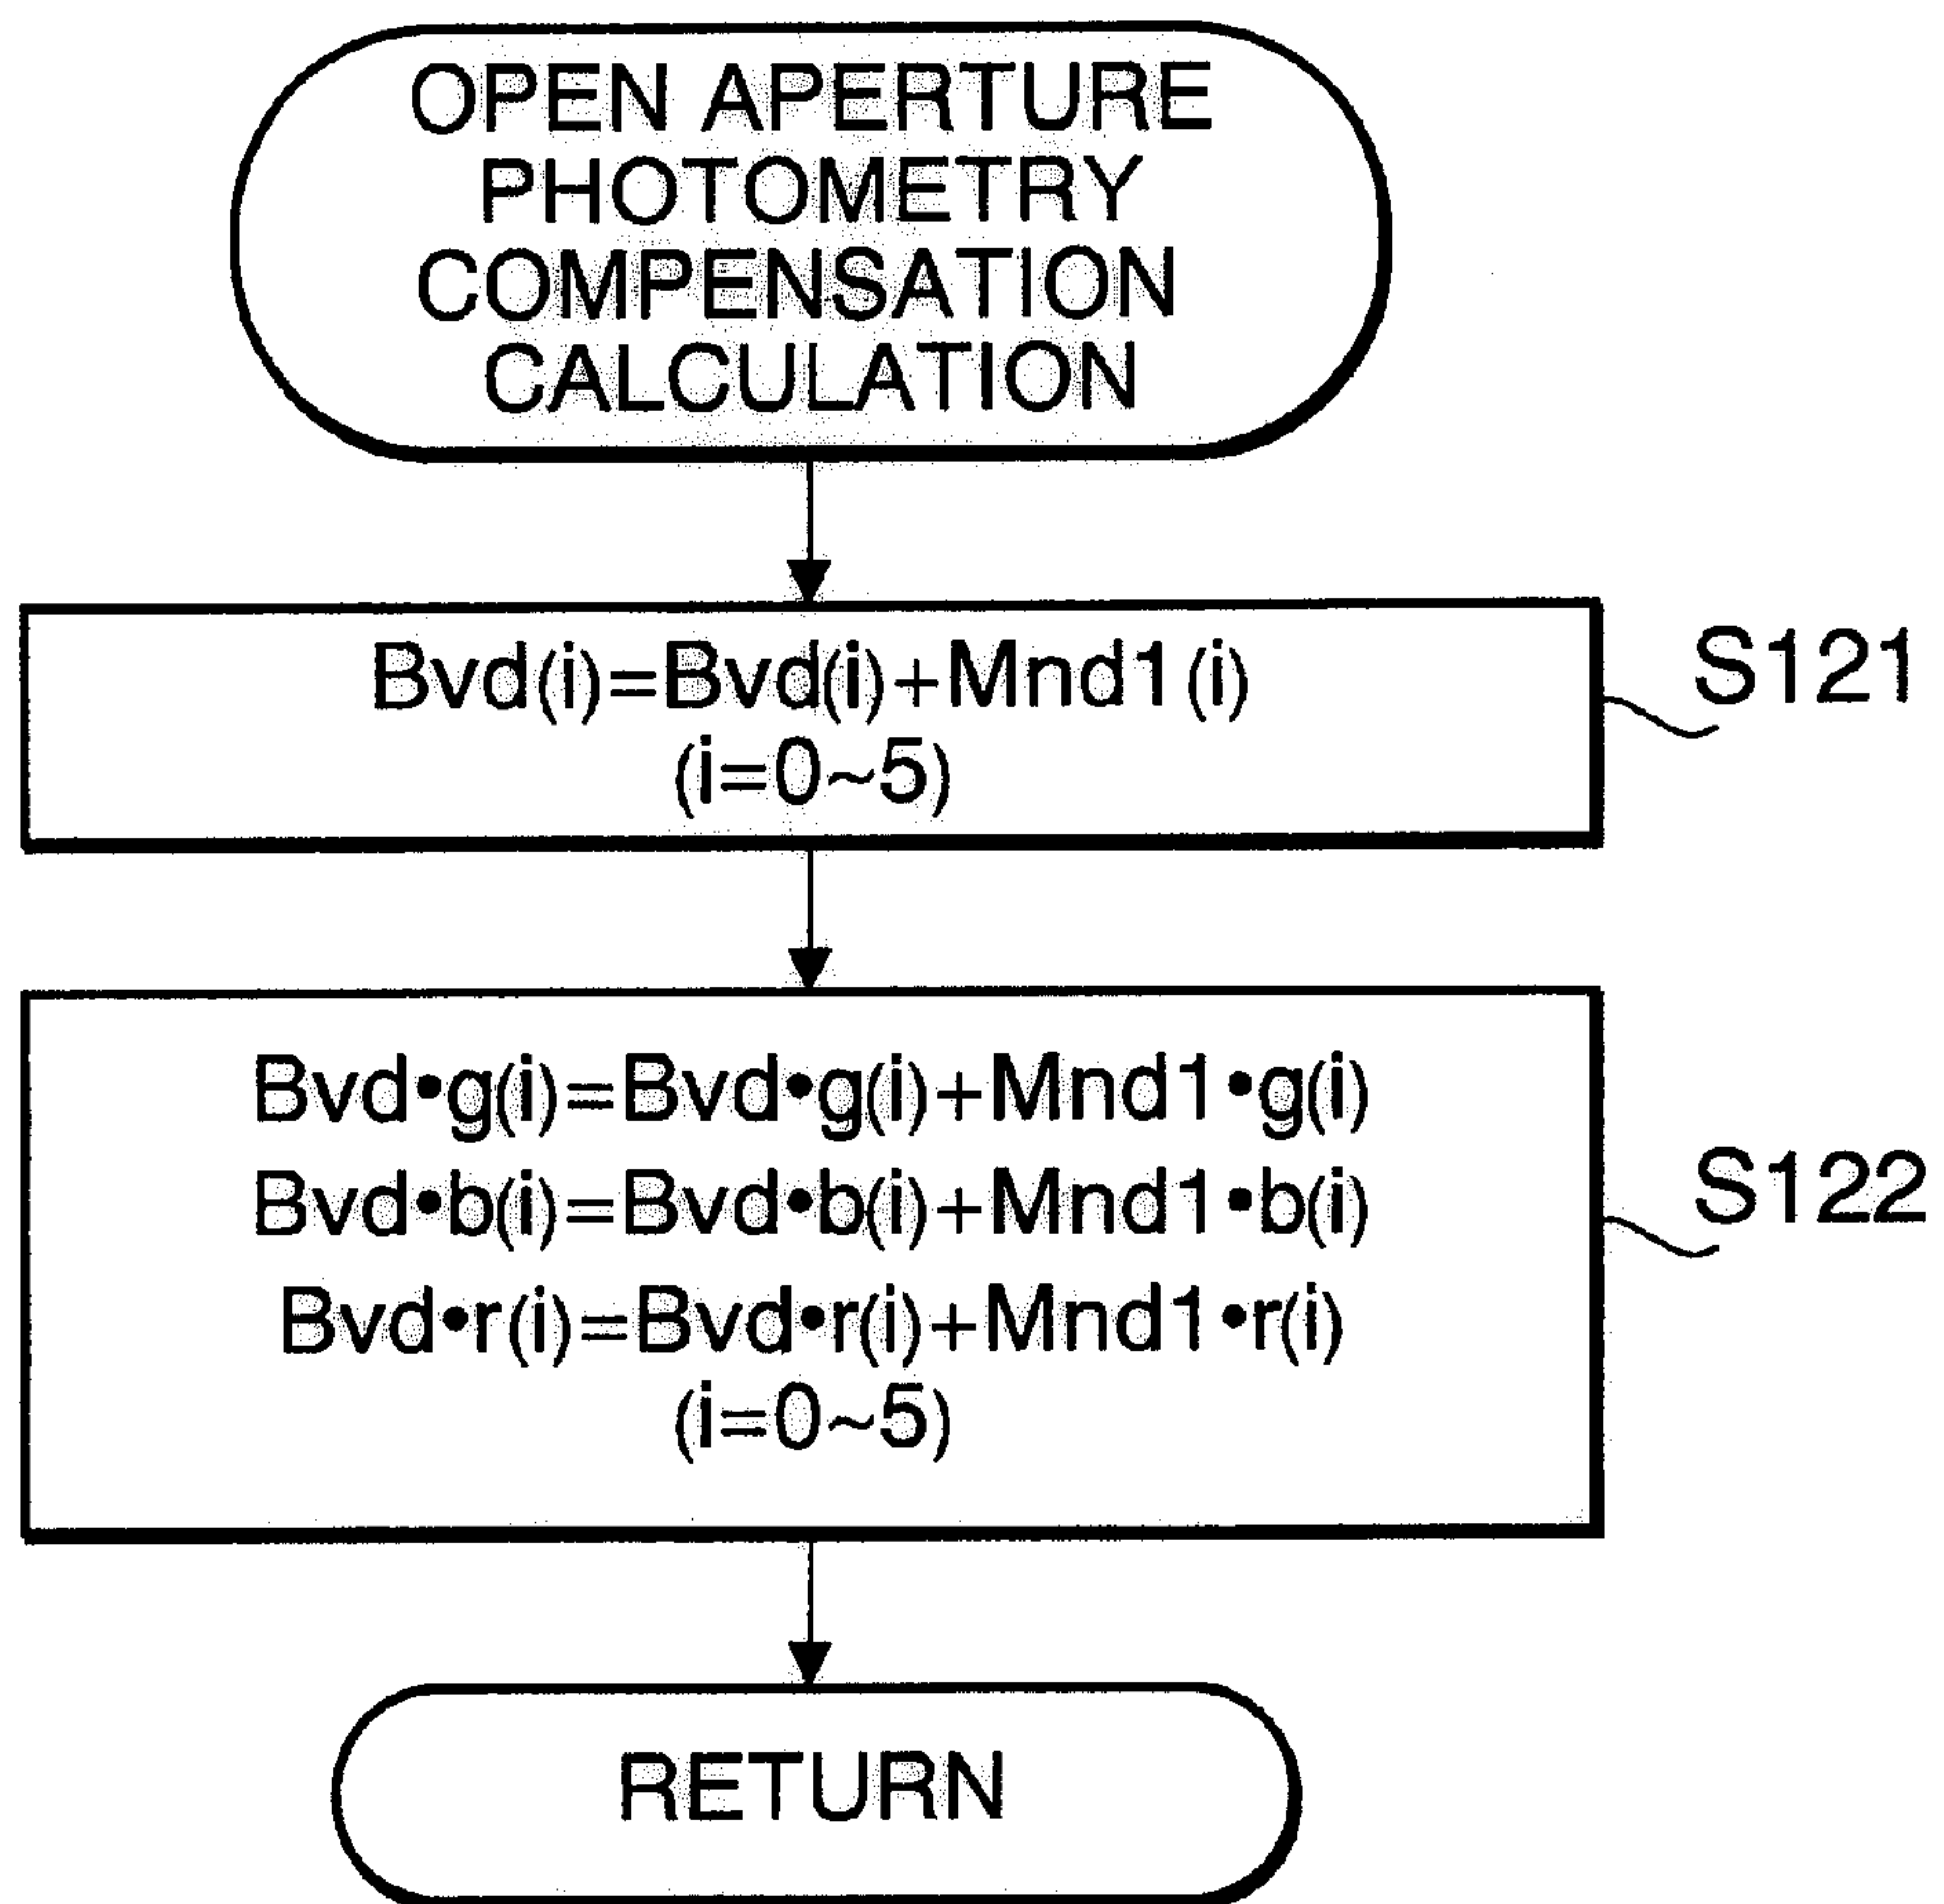 OPEN APERTURE
PHOTOMETRY
COMPENSATION
CALCULATION
Bvd(i)=Bvd(i)+Mnd1(i)
(i=0~5)
S121
Bvd•g(i)=Bvd•g(i)+Mnd1•g(i)
Bvd•b(i)=Bvd•b(i)+Mnd1•b(i)
Bvd•r(i)=Bvd•r(i)+Mnd1•r(i)
(i=0~5)
S122
RETURN